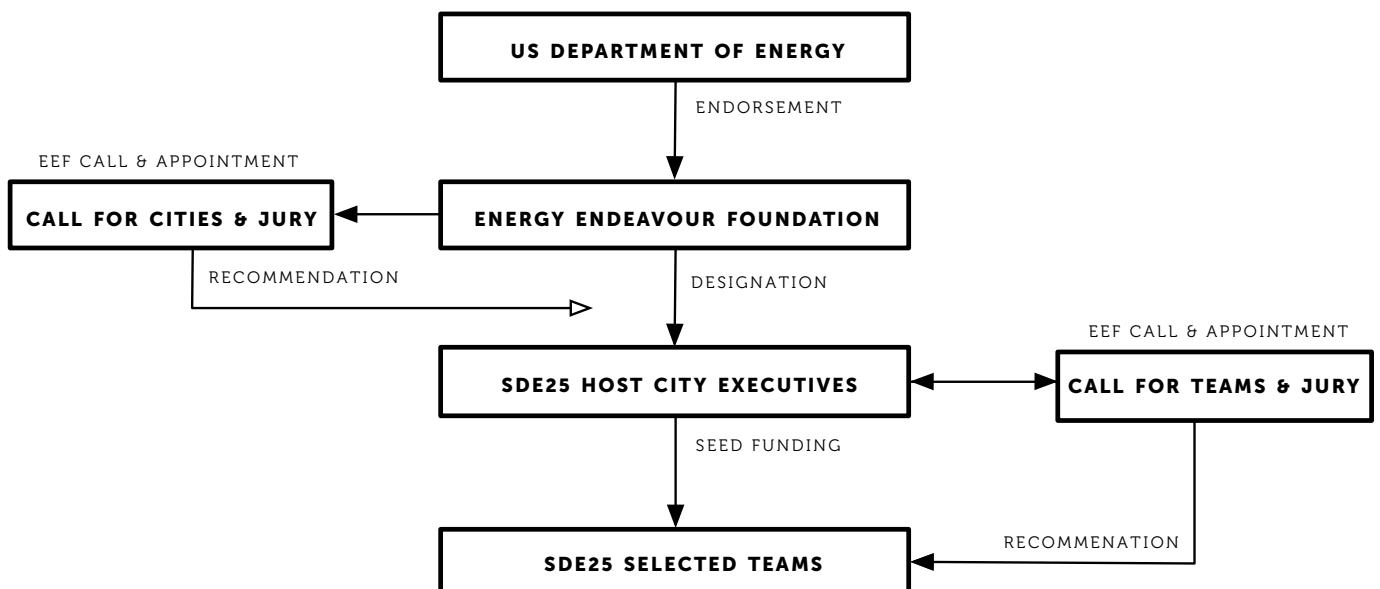 US DEPARTMENT OF ENERGY
ENDORSEMENT
EEF CALL & APPOINTMENT
CALL FOR CITIES & JURY
ENERGY ENDEAVOUR FOUNDATION
RECOMMENDATION
DESIGNATION
EEF CALL & APPOINTMENT
SDE25 HOST CITY EXECUTIVES
CALL FOR TEAMS & JURY
SEED FUNDING
RECOMMENATION
SDE25 SELECTED TEAMS